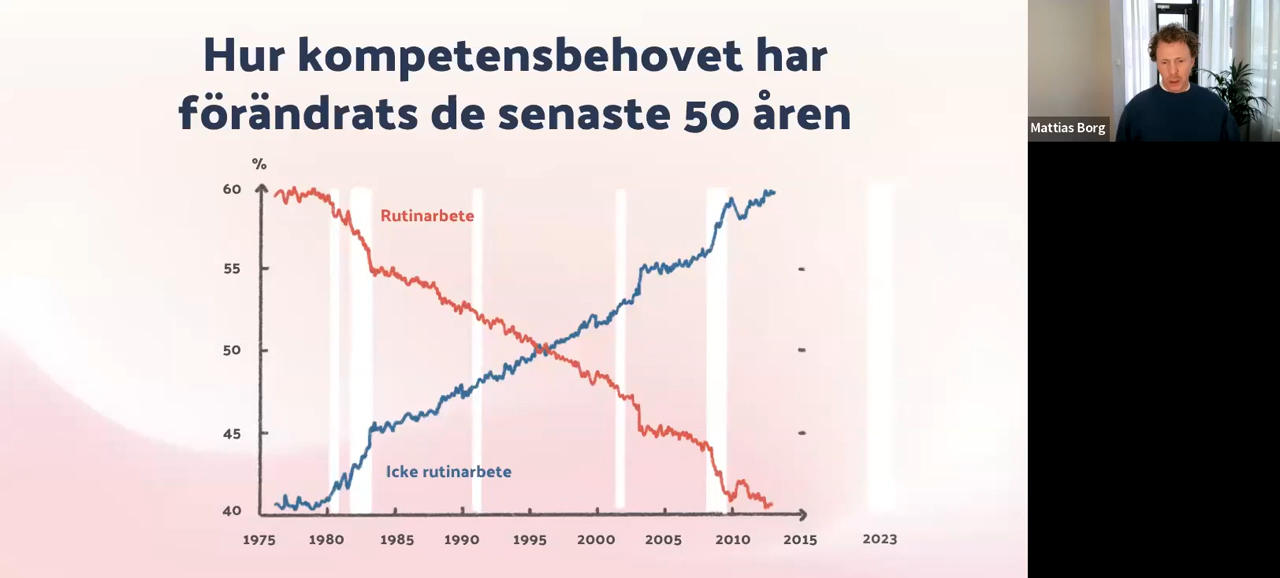 Hur kompetensbehovet har
förändrats de senaste 50 åren
%
60
55
50
45
40
Rutinarbete
Icke rutinarbete
1975 1980 1985 1990 1995 2000 2005 2010 2015 2023
Mattias Borg